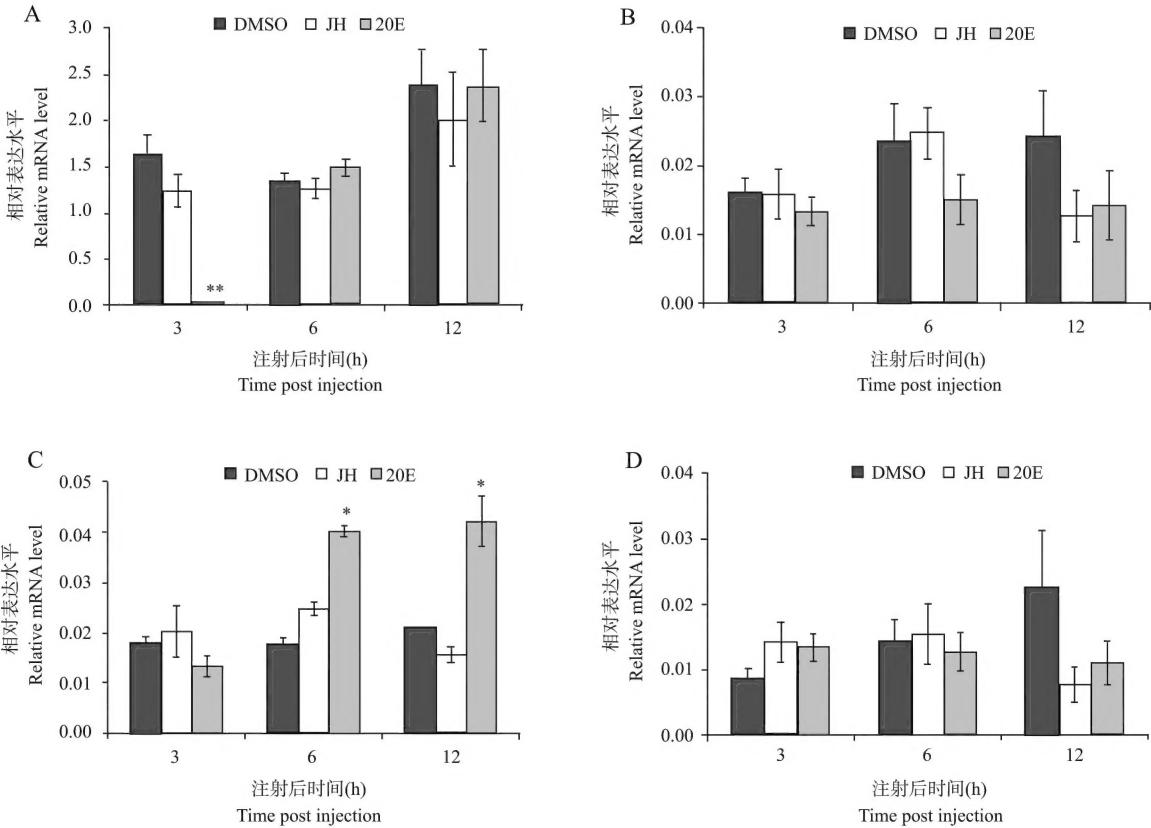 A
DMSO JH 20E
相对表达水平
Relative mRNA level
3.0
2.5
2.0
1.5
1.0
0.5
0.0
**
3 6 12
注射后时间(h)
Time post injection
B
DMSO JH 20E
相对表达水平
Relative mRNA level
0.04
0.03
0.02
0.01
0.00
3 6 12
注射后时间(h)
Time post injection
C
DMSO JH 20E
相对表达水平
Relative mRNA level
0.05
0.04
0.03
0.02
0.01
0.00
* *
3 6 12
注射后时间(h)
Time post injection
D
DMSO JH 20E
相对表达水平
Relative mRNA level
0.04
0.03
0.02
0.01
0.00
3 6 12
注射后时间(h)
Time post injection